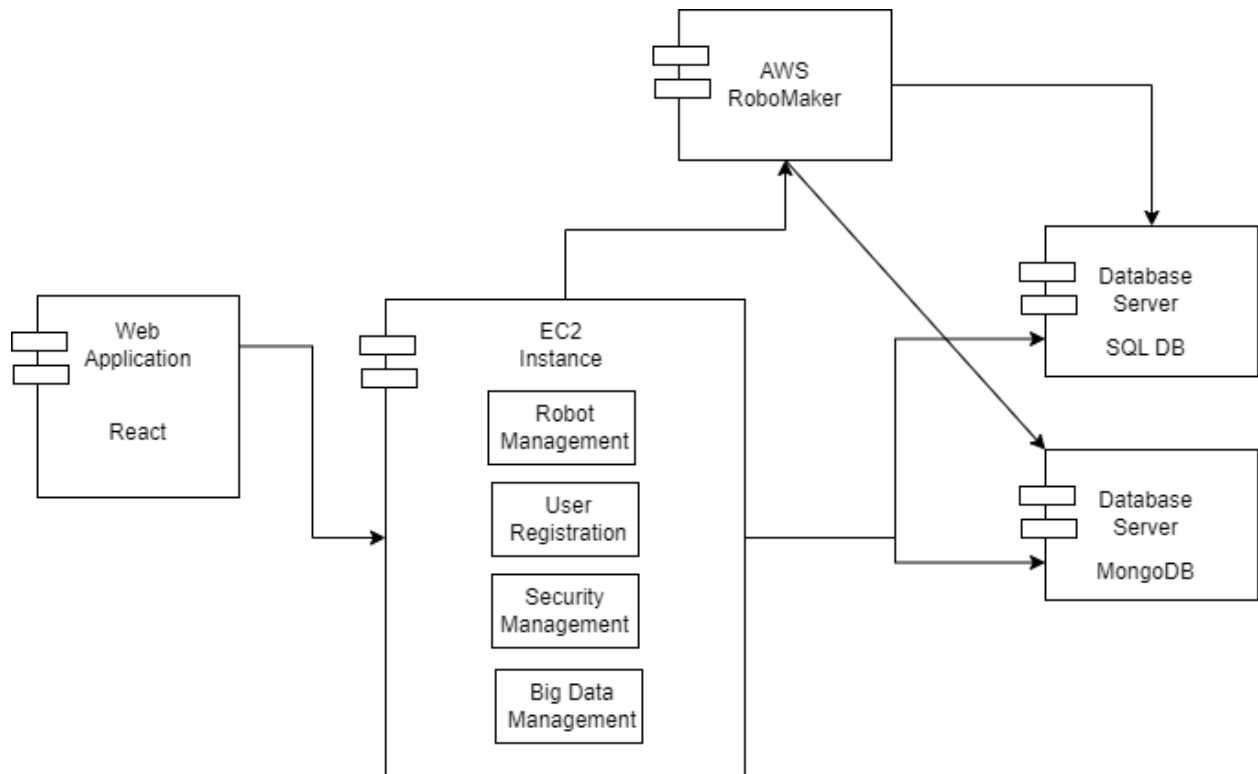 AWS
RoboMaker
Web
Application
React
EC2
Instance
Robot
Management
User
Registration
Security
Management
Big Data
Management
Database
Server
SQL DB
Database
Server
MongoDB